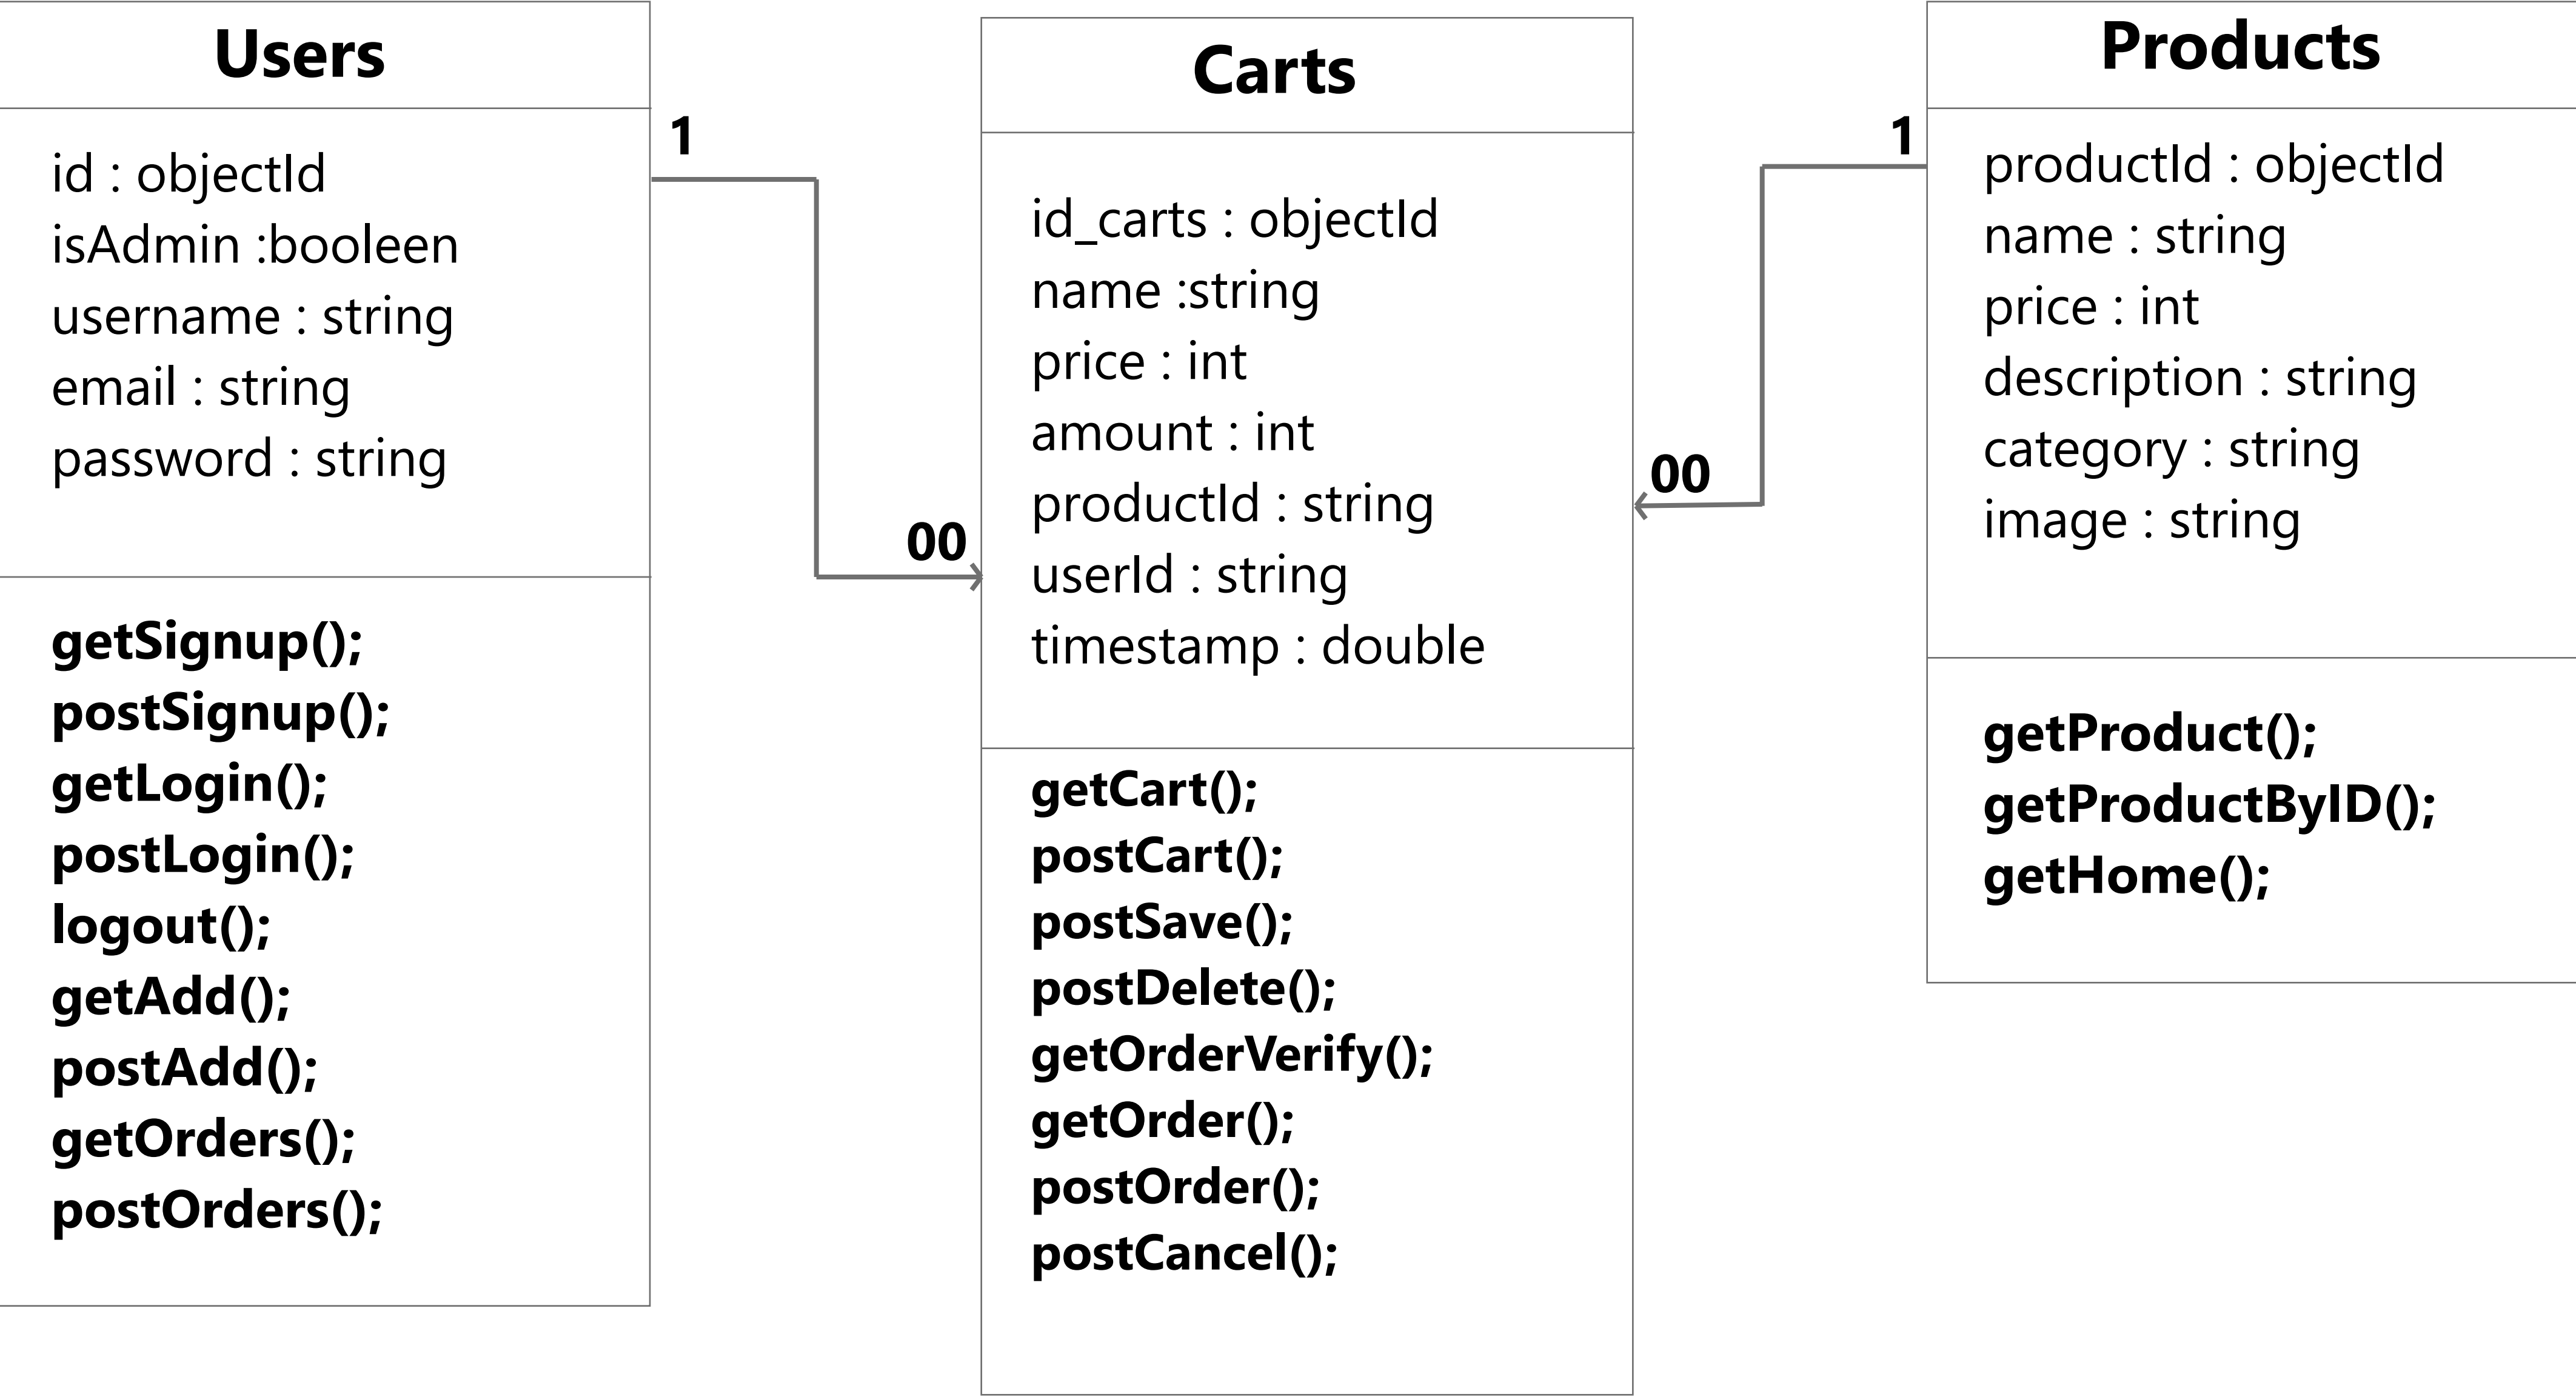 Users
id : objectId
isAdmin :booleen
username : string
email : string
password : string
getSignup();
postSignup();
getLogin();
postLogin();
logout();
getAdd();
postAdd();
getOrders();
postOrders();
1
00
Carts
id_carts : objectId
name :string
price : int
amount : int
productId : string
userId : string
timestamp : double
getCart();
postCart();
postSave();
postDelete();
getOrderVerify();
getOrder();
postOrder();
postCancel();
1
00
Products
productId : objectId
name : string
price : int
description : string
category : string
image : string
getProduct();
getProductByID();
getHome();